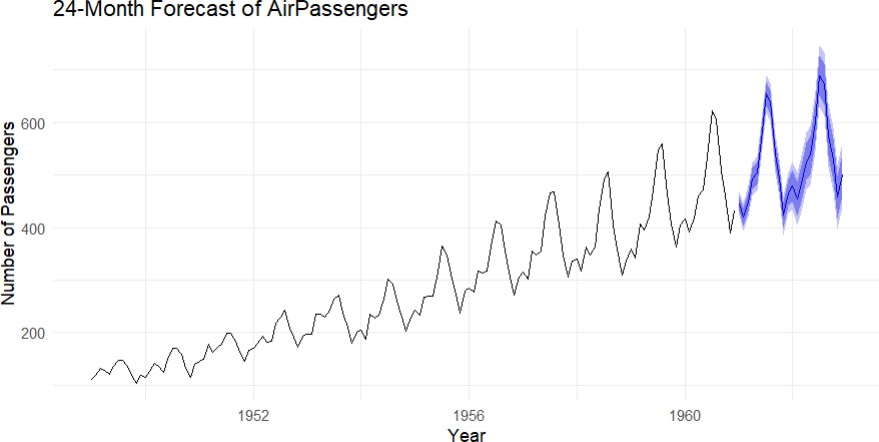 24-Month Forecast of AirPassengers
Number of Passengers
600
400
200
1952 1956 1960
Year